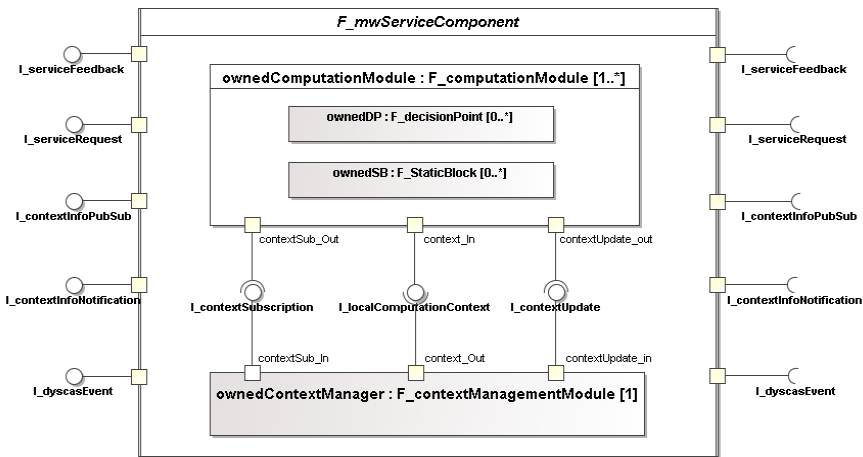 F_mwServiceComponent
I_serviceFeedback
I_serviceFeedback
ownedComputationModule : F_computationModule [1..*]
ownedDP : F_decisionPoint [0..*]
I_serviceRequest
I_serviceRequest
ownedSB : F_StaticBlock [0..*]
I_contextInfoPubSub
I_contextInfoPubSub
contextSub_Out
context_In
contextUpdate_out
I_contextInfoNotification
I_contextSubscription
I_localComputationContext
I_contextUpdate
I_contextInfoNotification
contextSub_In
context_Out
contextUpdate_in
I_dyscasEvent
ownedContextManager : F_contextManagementModule [1]
I_dyscasEvent